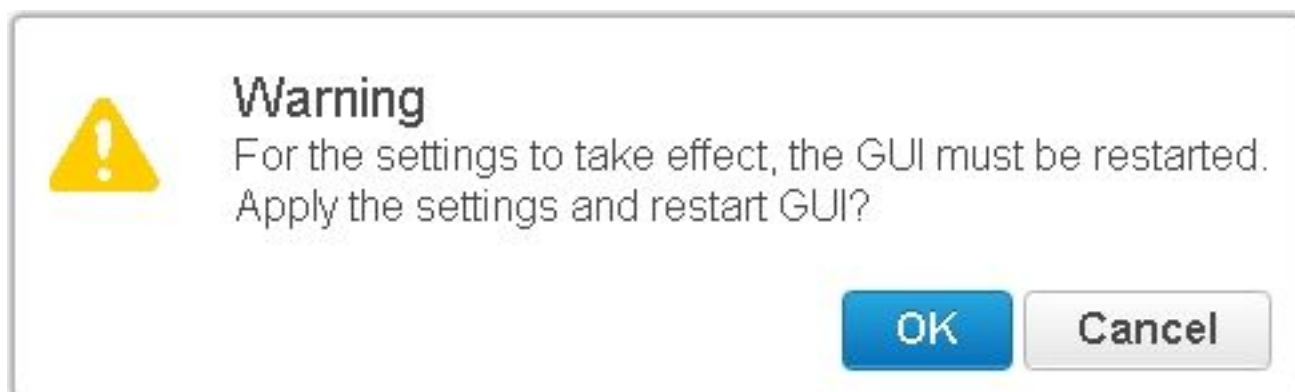 Warning
For the settings to take effect, the GUI must be restarted.
Apply the settings and restart GUI?
OK Cancel